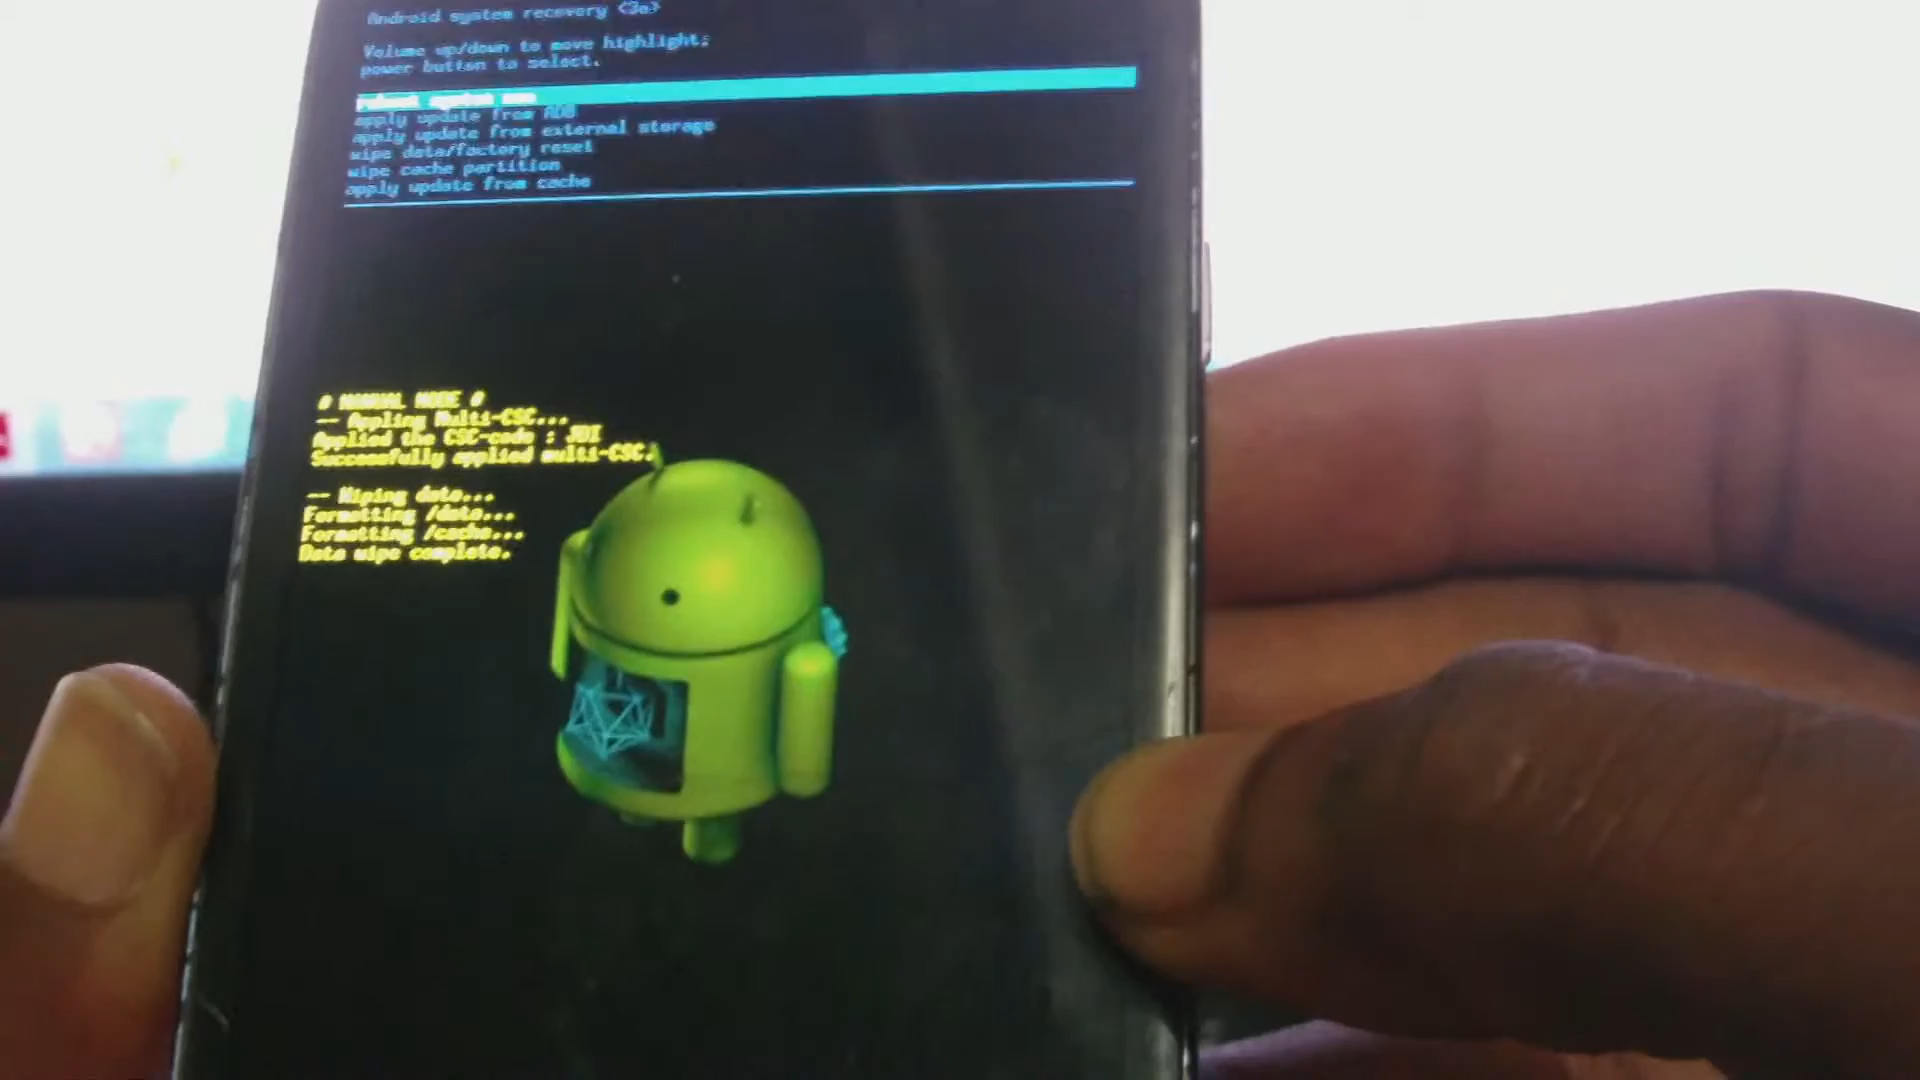 Android system recovery <3e>
Volume up/down to move highlight;
power button to select.
reboot system now
apply update from ADB
apply update from external storage
wipe data/factory reset
wipe cache partition
apply update from cache
# MANUAL MODE #
-- Appling Multi-CSC...
Applied the CSC-code : JDI
Successfully applied multi-CSC.
-- Wiping data...
Formatting /data...
Formatting /cache...
Data wipe complete.